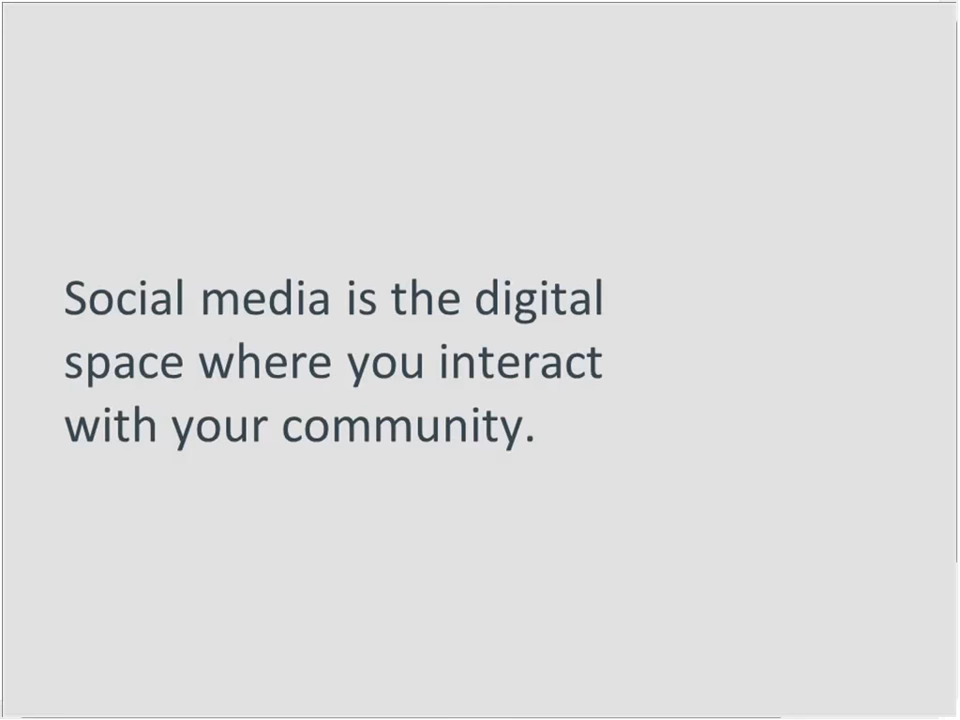 Social media is the digital
space where you interact
with your community.